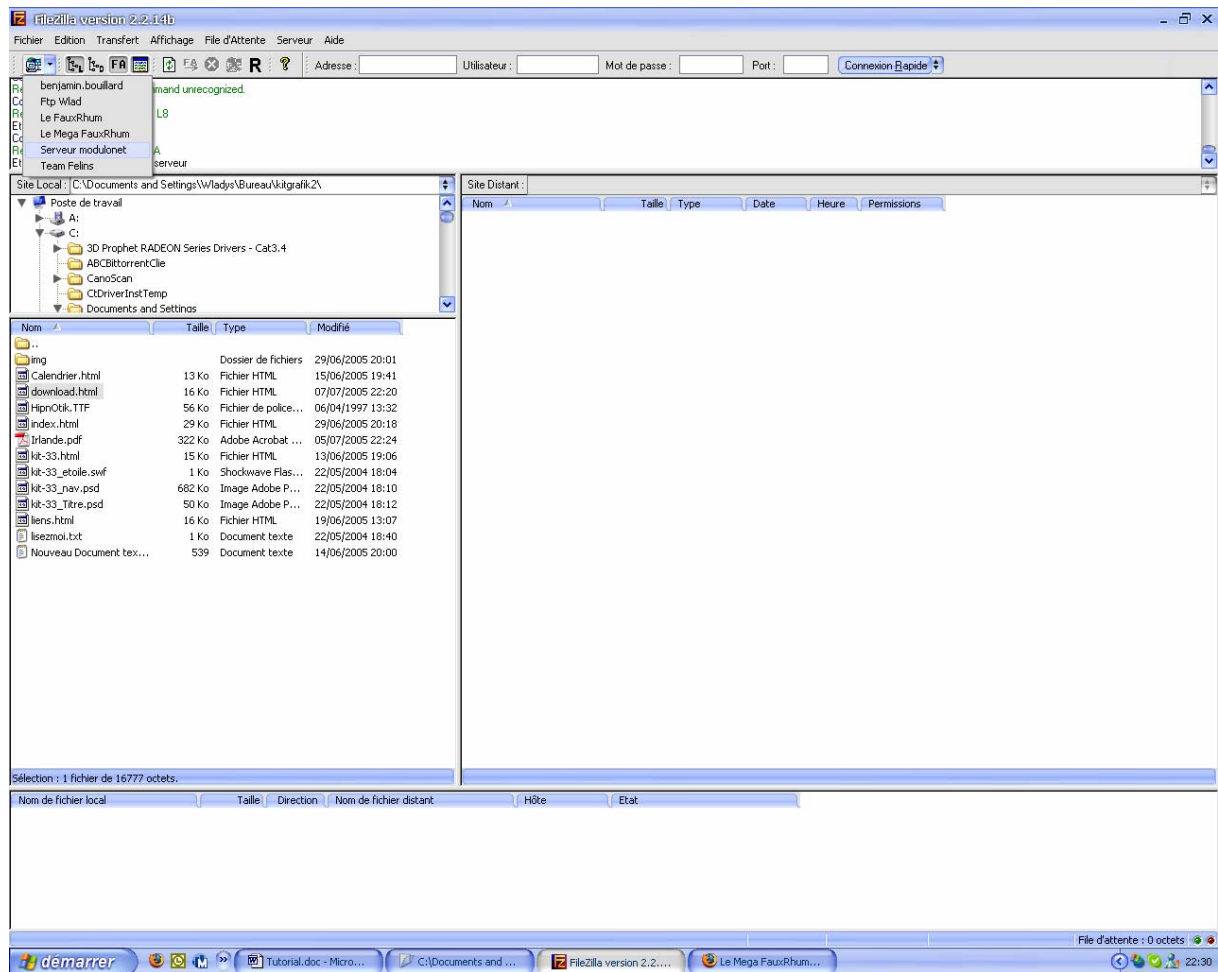 FileZilla version 2.2.14b
Fichier Edition Transfert Affichage File d'Attente Serveur Aide
FA R ? Adresse : Utilisateur : Mot de passe : Port : Connexion Rapide
benjamin.bouillard
Ftp Wlad
Le FauxRhum
Le Mega FauxRhum
Serveur modulonet
Team Felins
mand unrecogniz­ed.
L8
A
serveur
Site Local : C:\Documents and Settings\Wladys\Bureau\kitgrafik2\
Poste de travail
A:
C:
3D Prophet RADEON Series Drivers - Cat3.4
ABCBittorrentClie
CanoScan
CtDriverInstTemp
Documents and Settings
Nom Taille Type Modifié
..
img Dossier de fichiers 29/06/2005 20:01
Calendrier.html 13 Ko Fichier HTML 15/06/2005 19:41
download.html 16 Ko Fichier HTML 07/07/2005 22:20
HipnOtik.TTF 56 Ko Fichier de police... 06/04/1997 13:32
index.html 29 Ko Fichier HTML 29/06/2005 20:18
Irlande.pdf 322 Ko Adobe Acrobat ... 05/07/2005 22:24
kit-33.html 15 Ko Fichier HTML 13/06/2005 19:06
kit-33_etoile.swf 1 Ko Shockwave Flas... 22/05/2004 18:04
kit-33_nav.psd 682 Ko Image Adobe P... 22/05/2004 18:10
kit-33_Titre.psd 50 Ko Image Adobe P... 22/05/2004 18:12
liens.html 16 Ko Fichier HTML 19/06/2005 13:07
lisezmoi.txt 1 Ko Document texte 22/05/2004 18:40
Nouveau Document tex... 539 Document texte 14/06/2005 20:00
Sélection : 1 fichier de 16777 octets.
Site Distant :
Nom Taille Type Date Heure Permissions
Nom de fichier local Taille Direction Nom de fichier distant Hôte Etat
File d'attente : 0 octets
démarrer Tutorial.doc - Micro... C:\Documents and ... FileZilla version 2.2.... Le Mega FauxRhum... 22:30